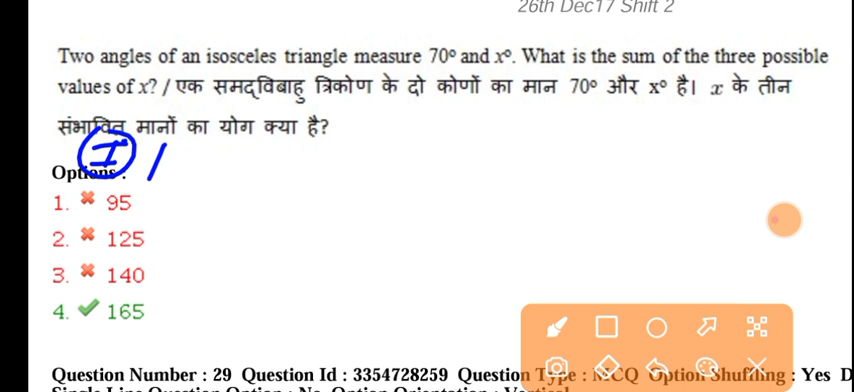 26th Dec17 Shift 2
Two angles of an isosceles triangle measure 70° and x°. What is the sum of the three possible
values of x? / एक समद्विबाहु त्रिकोण के दो कोणों का मान 70° और x° है। x के तीन
संभावित मानों का योग क्या है?
I /
Options :
1. 95
2. 125
3. 140
4. 165
Question Number : 29 Question Id : 3354728259 Question Type : MCQ Option Shuffling : Yes D